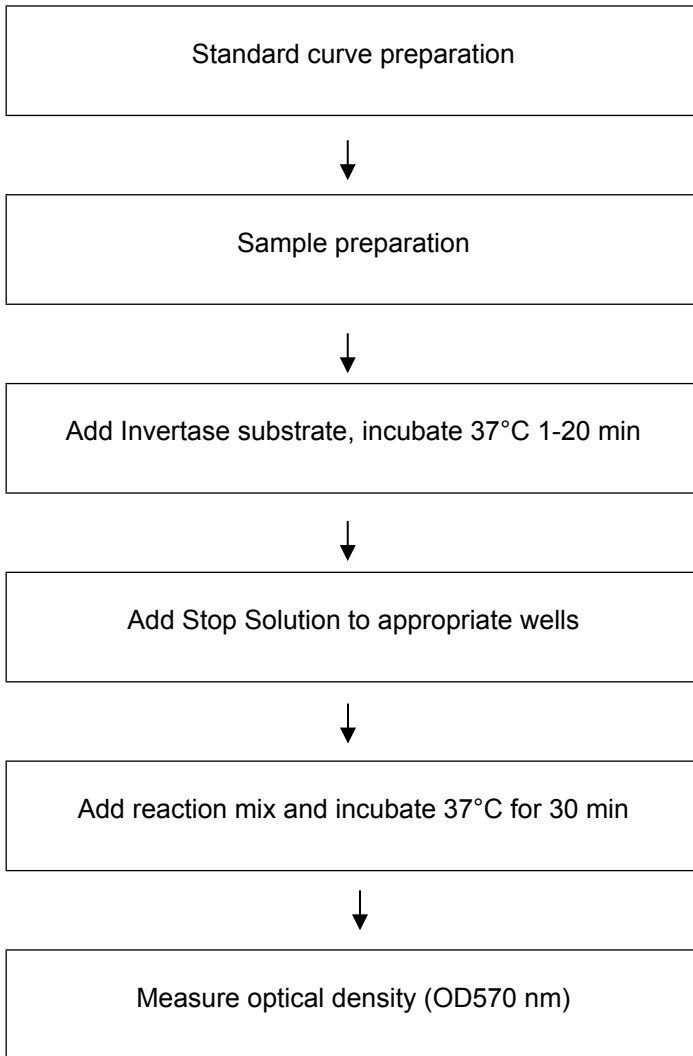 Standard curve preparation
Sample preparation
Add Invertase substrate, incubate 37°C 1-20 min
Add Stop Solution to appropriate wells
Add reaction mix and incubate 37°C for 30 min
Measure optical density (OD570 nm)